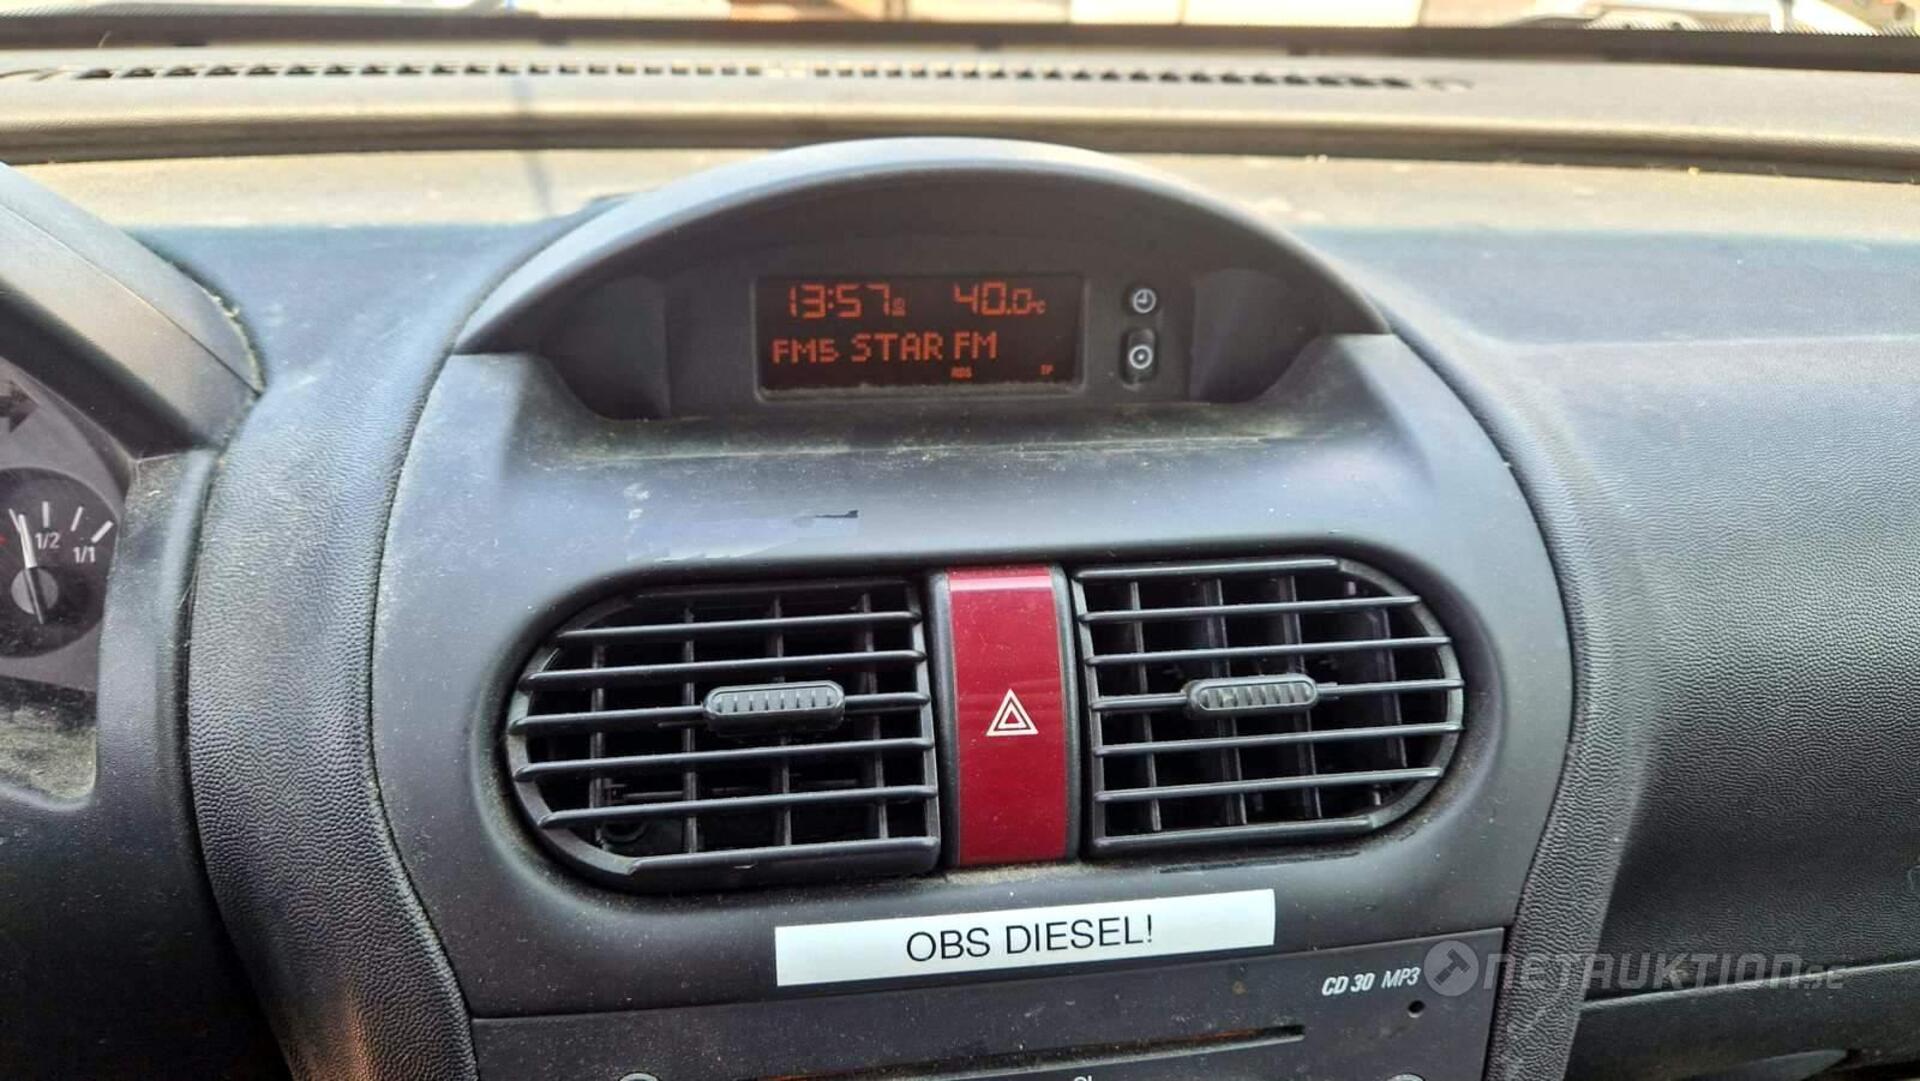 13:57 40.0°C
FM5 STAR FM
RDS TP
1/2
1/1
OBS DIESEL!
CD 30 MP3
NETAUKTION.SE